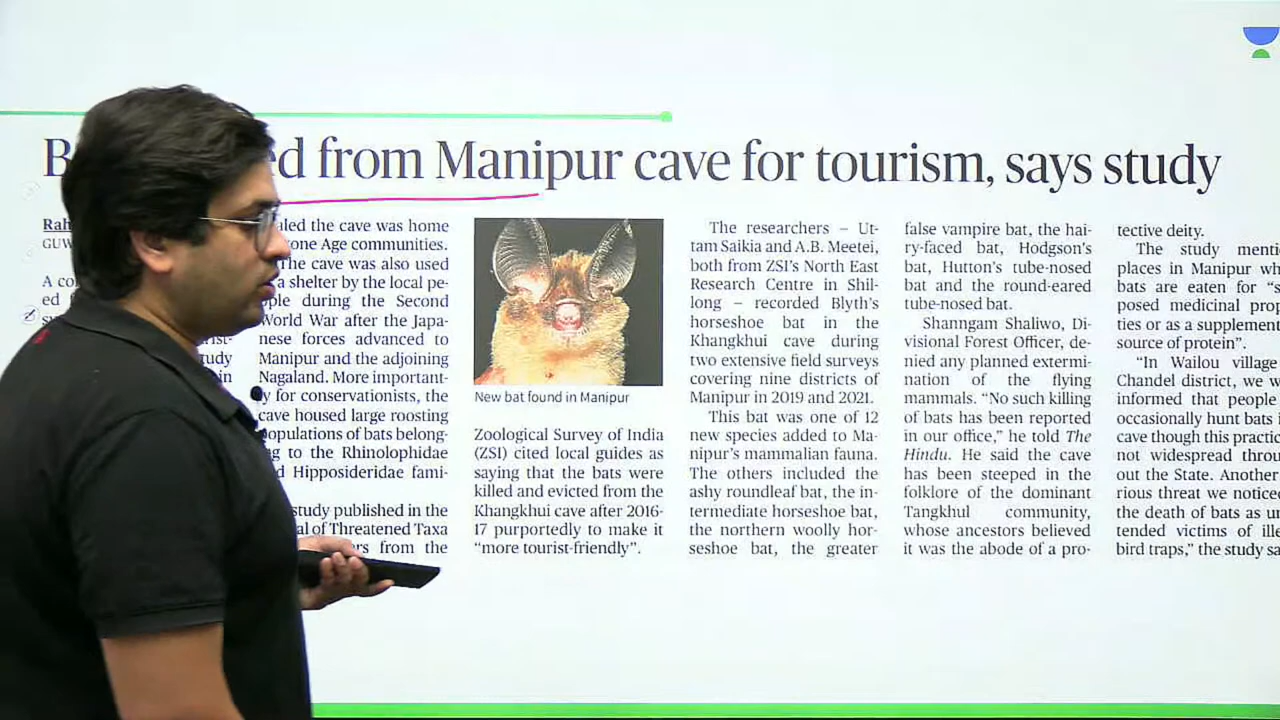 from Manipur cave for tourism, says study
Rah
the cave was home
one Age communities.
The cave was also used
a shelter by the local pe-
during the Second
World War after the Japa-
nese forces advanced to
Manipur and the adjoining
Nagaland. More important-
for conservationists, the
cave housed large roosting
populations of bats belong-
to the Rhinolophidae
Hipposideridae fami-
study published in the
of Threatened Taxa
from the
New bat found in Manipur
Zoological Survey of India
(ZSI) cited local guides as
saying that the bats were
killed and evicted from the
Khangkhui cave after 2016-
17 purportedly to make it
“more tourist-friendly”.
The researchers – Ut-
tam Saikia and A.B. Meetei,
both from ZSI’s North East
Research Centre in Shil-
long – recorded Blyth’s
horseshoe bat in the
Khangkhui cave during
two extensive field surveys
covering nine districts of
Manipur in 2019 and 2021.
This bat was one of 12
new species added to Ma-
nipur’s mammalian fauna.
The others included the
ashy roundleaf bat, the in-
termediate horseshoe bat,
the northern woolly hor-
seshoe bat, the greater
false vampire bat, the hai-
ry-faced bat, Hodgson’s
bat, Hutton’s tube-nosed
bat and the round-eared
tube-nosed bat.
Shanngam Shaliwo, Di-
visional Forest Officer, de-
nied any planned extermi-
nation of the flying
mammals. “No such killing
of bats has been reported
in our office,” he told The
Hindu. He said the cave
has been steeped in the
folklore of the dominant
Tangkhul community,
whose ancestors believed
it was the abode of a pro-
tective deity.
The study menti
places in Manipur wh
bats are eaten for “s
posed medicinal prop
ties or as a supplemen
source of protein”.
“In Wailou village
Chandel district, we w
informed that people
occasionally hunt bats
cave though this practic
not widespread throu
out the State. Another
rious threat we noticed
the death of bats as un
tended victims of ille
bird traps,” the study sa